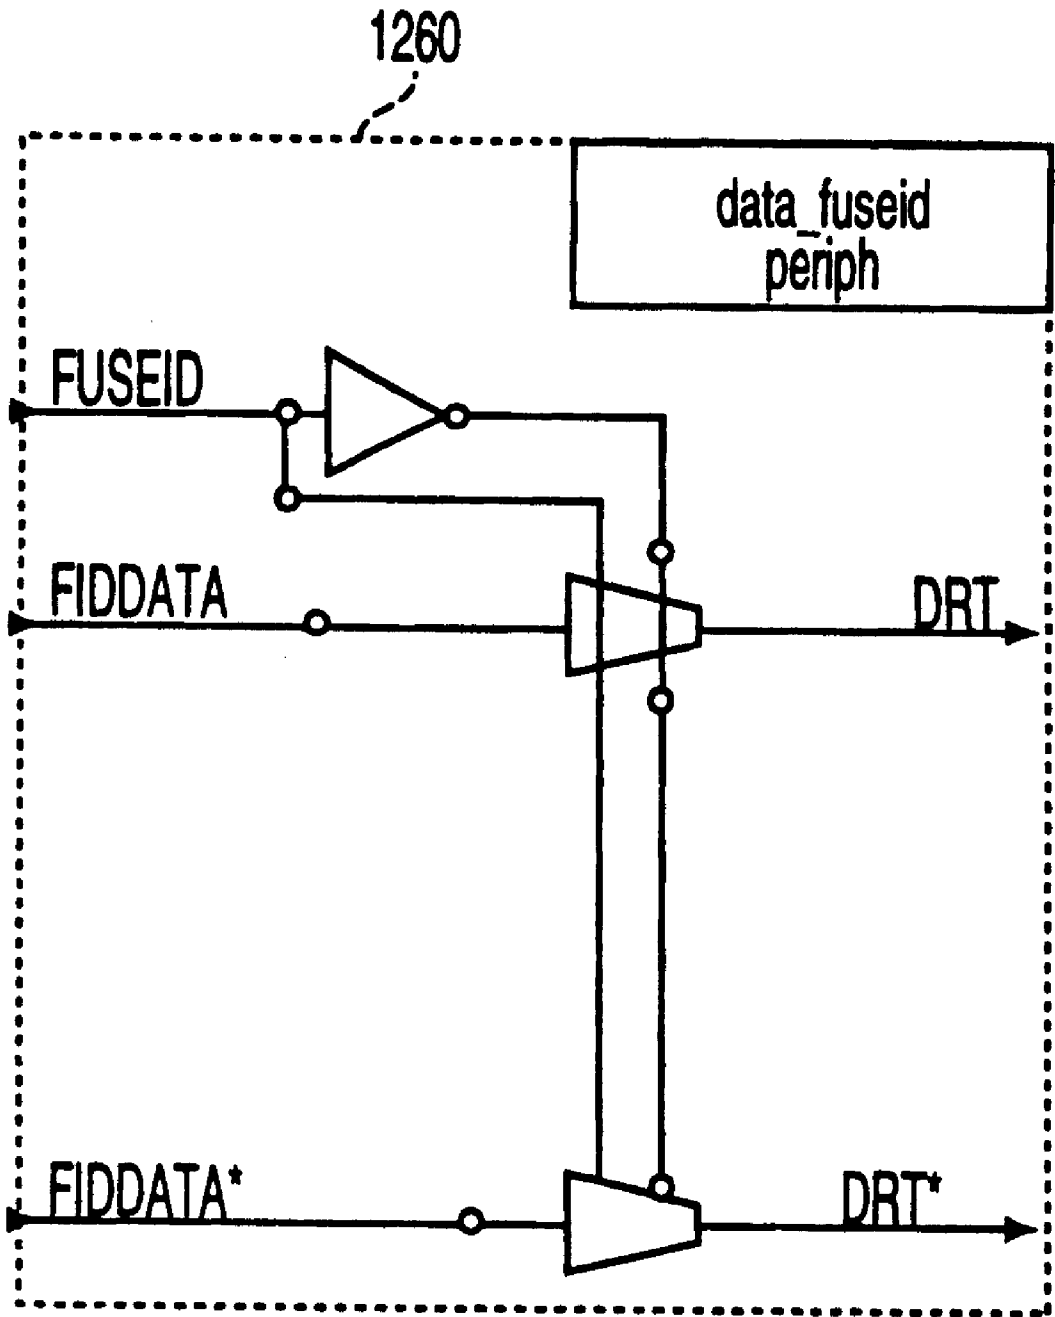 1260
data_fuseid
periph
FUSEID
FIDDATA
DRT
FIDDATA*
DRT*